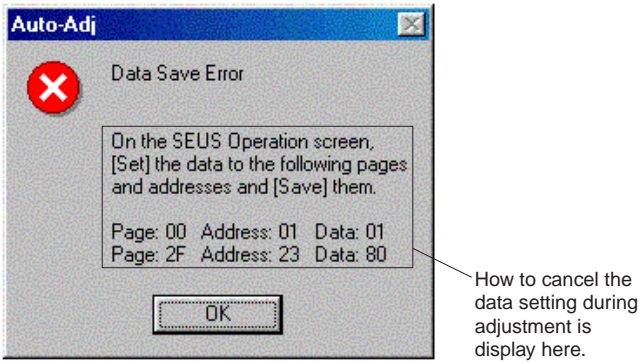 Auto-Adj
Data Save Error
On the SEUS Operation screen,
[Set] the data to the following pages
and addresses and [Save] them.
Page: 00 Address: 01 Data: 01
Page: 2F Address: 23 Data: 80
OK
How to cancel the
data setting during
adjustment is
display here.